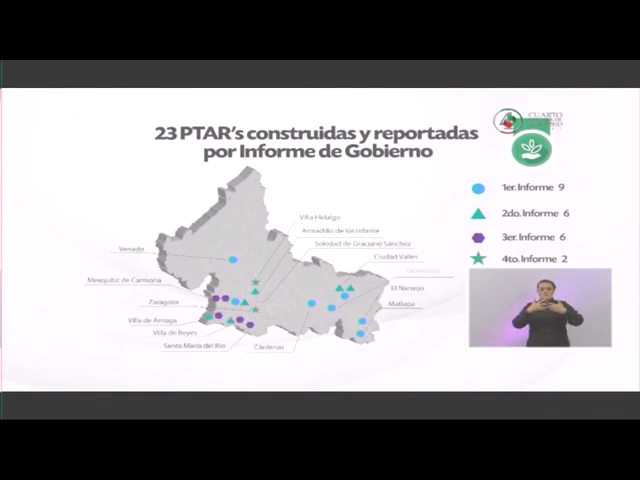 23 PTAR's construidas y reportadas
por Informe de Gobierno
CUARTO
1er. Informe 9
2do. Informe 6
3er. Informe 6
4to. Informe 2
Villa Hidalgo
Armadillo de los Infante
Soledad de Graciano Sánchez
Ciudad Valles
El Naranjo
Matlapa
Venado
Mexquitic de Carmona
Zaragoza
Villa de Arriaga
Villa de Reyes
Santa María del Río
Cárdenas